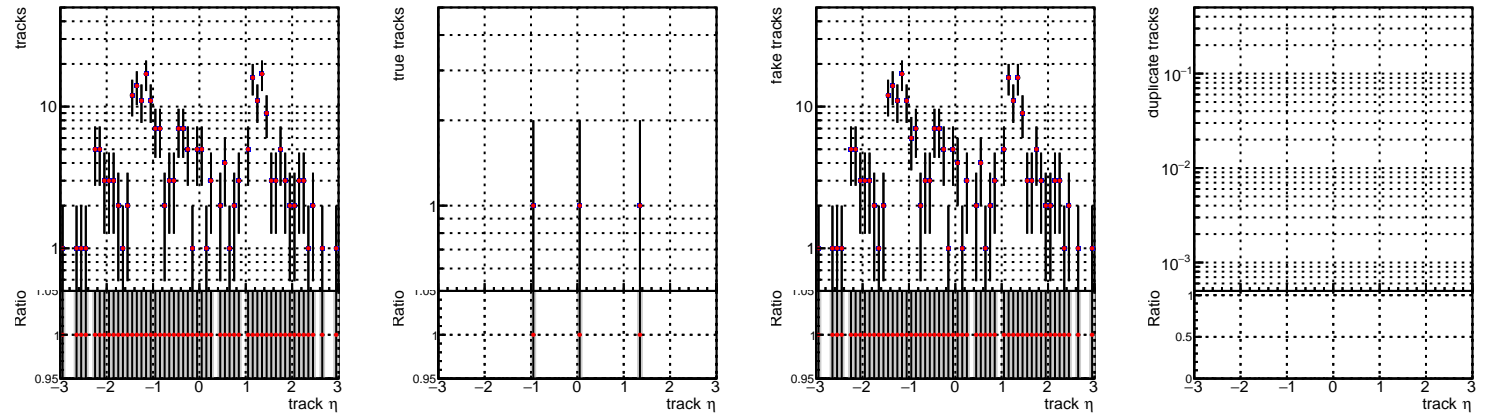 tracks
10
1
Ratio
1.05
1
0.95
−3 −2 −1 0 1 2 3
track η
true tracks
1
Ratio
1.05
1
0.95
−3 −2 −1 0 1 2 3
track η
fake tracks
10
1
Ratio
1.05
1
0.95
−3 −2 −1 0 1 2 3
track η
duplicate tracks
10−1
10−2
10−3
Ratio
1
0.5
0
−3 −2 −1 0 1 2 3
track η